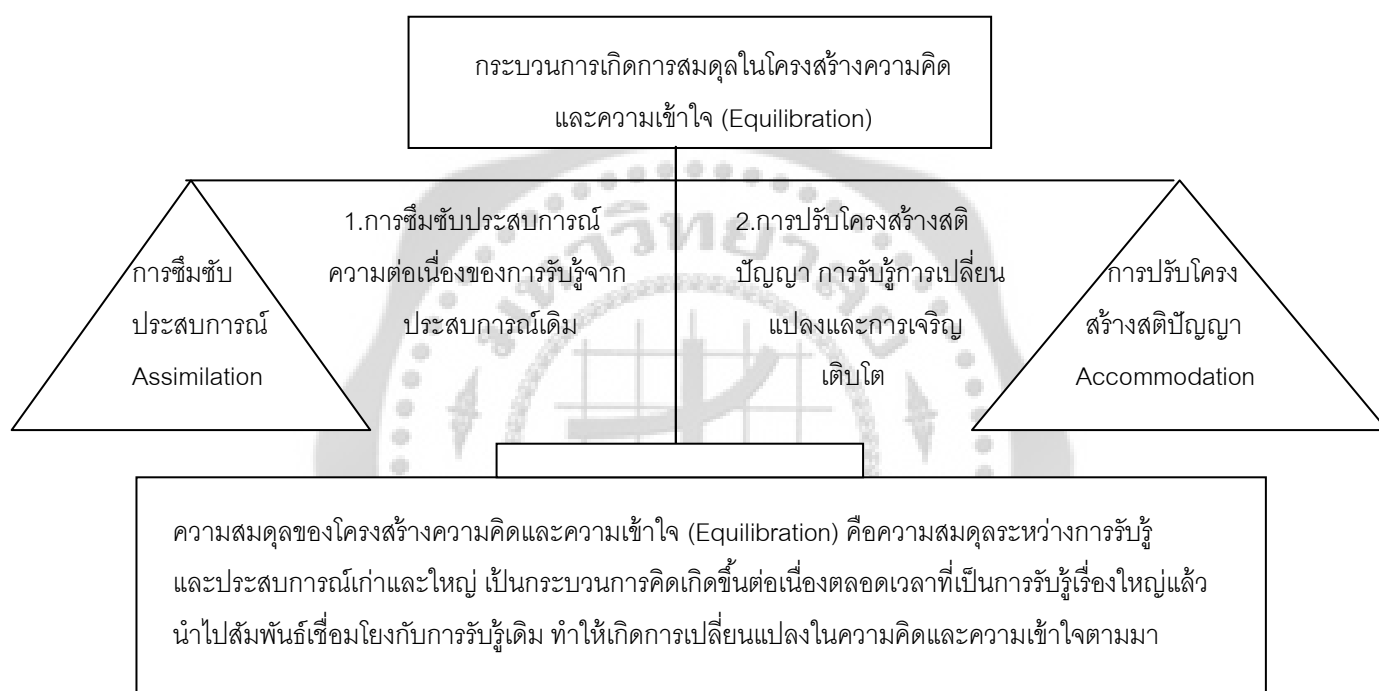 กระบวนการเกิดการสมดุลในโครงสร้างความคิด
และความเข้าใจ (Equilibration)
การซึมซับ
ประสบการณ์
Assimilation
1.การซึมซับประสบการณ์
ความต่อเนื่องของการรับรู้จาก
ประสบการณ์เดิม
2.การปรับโครงสร้างสติ
ปัญญา การรับรู้การเปลี่ยน
แปลงและการเจริญ
เติบโต
การปรับโครง
สร้างสติปัญญา
Accommodation
มหาวิทยาลัย
ความสมดุลของโครงสร้างความคิดและความเข้าใจ (Equilibration) คือความสมดุลระหว่างการรับรู้
และประสบการณ์เก่าและใหญ่ เป้นกระบวนการคิดเกิดขึ้นต่อเนื่องตลอดเวลาที่เป็นการรับรู้เรื่องใหญ่แล้ว
นำไปสัมพันธ์เชื่อมโยงกับการรับรู้เดิม ทำให้เกิดการเปลี่ยนแปลงในความคิดและความเข้าใจตามมา